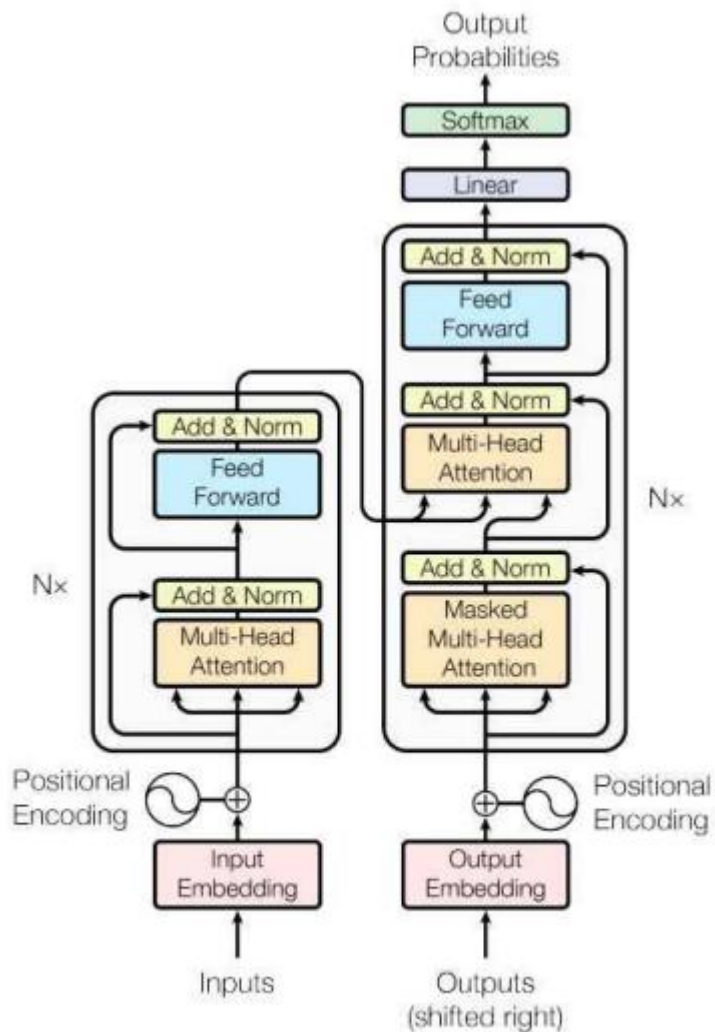 Output
Probabilities
Softmax
Linear
Add & Norm
Feed
Forward
Add & Norm
Multi-Head
Attention
Add & Norm
Masked
Multi-Head
Attention
Nx
Add & Norm
Feed
Forward
Add & Norm
Multi-Head
Attention
Nx
Positional
Encoding
Positional
Encoding
Input
Embedding
Output
Embedding
Inputs
Outputs
(shifted right)